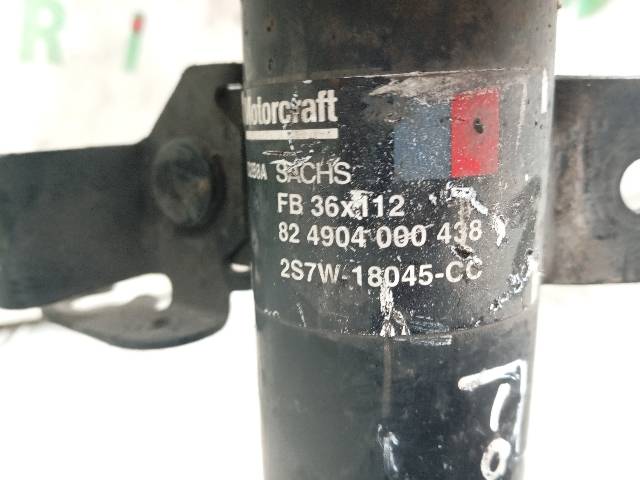 R i
Motorcraft
SACHS
FB 36x112
82 4904 000 438
2S7W-18045-CC